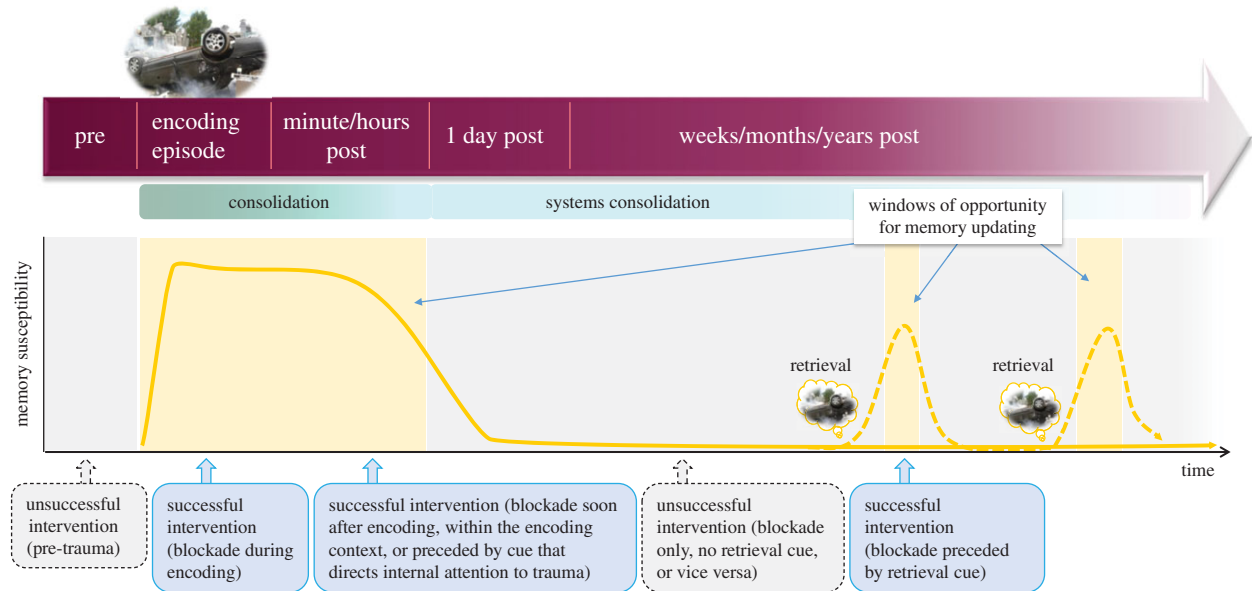 pre
encoding
episode
minute/hours
post
1 day post
weeks/months/years post
consolidation
systems consolidation
windows of opportunity
for memory updating
memory susceptibility
retrieval
retrieval
time
unsuccessful
intervention
(pre-trauma)
successful
intervention
(blockade during
encoding)
successful intervention (blockade soon
after encoding, within the encoding
context, or preceded by cue that
directs internal attention to trauma)
unsuccessful
intervention (blockade
only, no retrieval cue,
or vice versa)
successful
intervention
(blockade preceded
by retrieval cue)